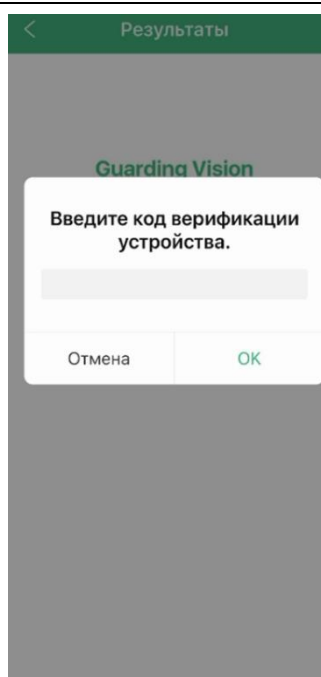 Результаты
Guarding Vision
Введите код верификации
устройства.
Отмена
OK